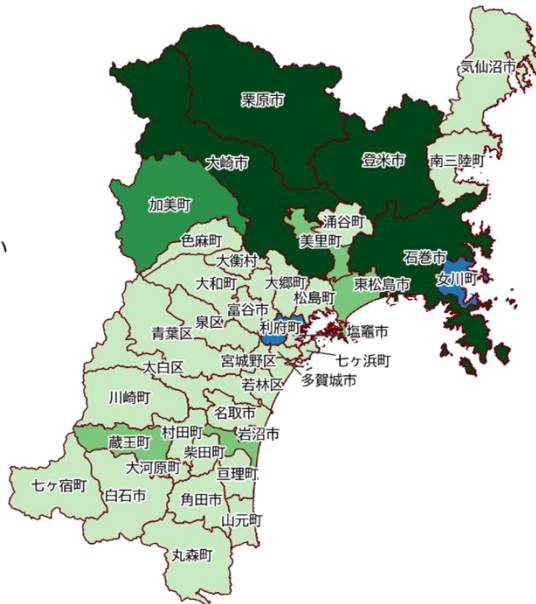 気仙沼市
栗原市
登米市
南三陸町
大崎市
加美町
涌谷町
美里町
色麻町
石巻市
女川町
大衡村
大郷町
東松島市
大和町
松島町
富谷市
利府町
塩竈市
泉区
青葉区
七ヶ浜町
宮城野区
太白区
多賀城市
若林区
川崎町
名取市
村田町
岩沼市
蔵王町
柴田町
大河原町
亘理町
七ヶ宿町
白石市
角田市
山元町
丸森町